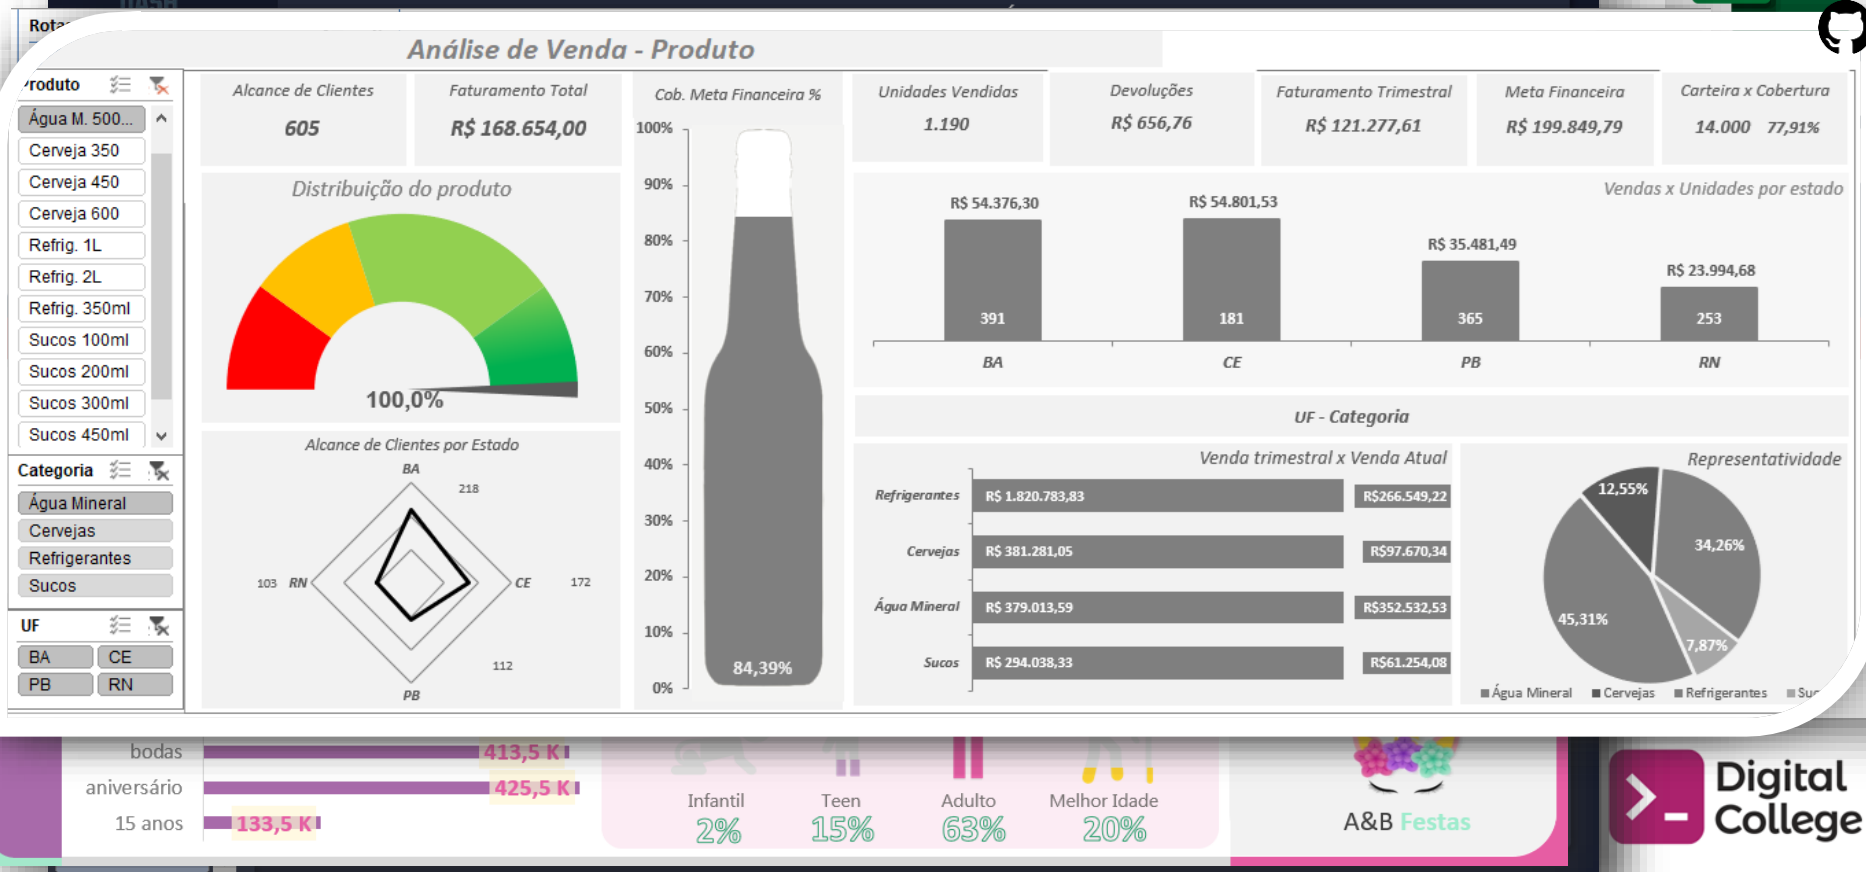 DASH
Rota
Análise de Venda - Produto
Produto
Água M. 500...
Cerveja 350
Cerveja 450
Cerveja 600
Refrig. 1L
Refrig. 2L
Refrig. 350ml
Sucos 100ml
Sucos 200ml
Sucos 300ml
Sucos 450ml
Categoria
Água Mineral
Cervejas
Refrigerantes
Sucos
UF
BA CE
PB RN
Alcance de Clientes
605
Faturamento Total
R$ 168.654,00
Distribuição do produto
100,0%
Alcance de Clientes por Estado
BA
218
103 RN
CE 172
112
PB
Cob. Meta Financeira %
100%
90%
80%
70%
60%
50%
40%
30%
20%
10%
0%
84,39%
Unidades Vendidas
1.190
Devoluções
R$ 656,76
Faturamento Trimestral
R$ 121.277,61
Meta Financeira
R$ 199.849,79
Carteira x Cobertura
14.000 77,91%
Vendas x Unidades por estado
R$ 54.376,30
R$ 54.801,53
R$ 35.481,49
R$ 23.994,68
391
181
365
253
BA
CE
PB
RN
UF - Categoria
Venda trimestral x Venda Atual
Refrigerantes R$ 1.820.783,83 R$266.549,22
Cervejas R$ 381.281,05 R$97.670,34
Água Mineral R$ 379.013,59 R$352.532,53
Sucos R$ 294.038,33 R$61.254,08
Representatividade
12,55%
34,26%
45,31%
7,87%
Água Mineral Cervejas Refrigerantes Suc
bodas 413,5 K
aniversário 425,5 K
15 anos 133,5 K
Infantil
2%
Teen
15%
Adulto
63%
Melhor Idade
20%
A&B Festas
Digital
College